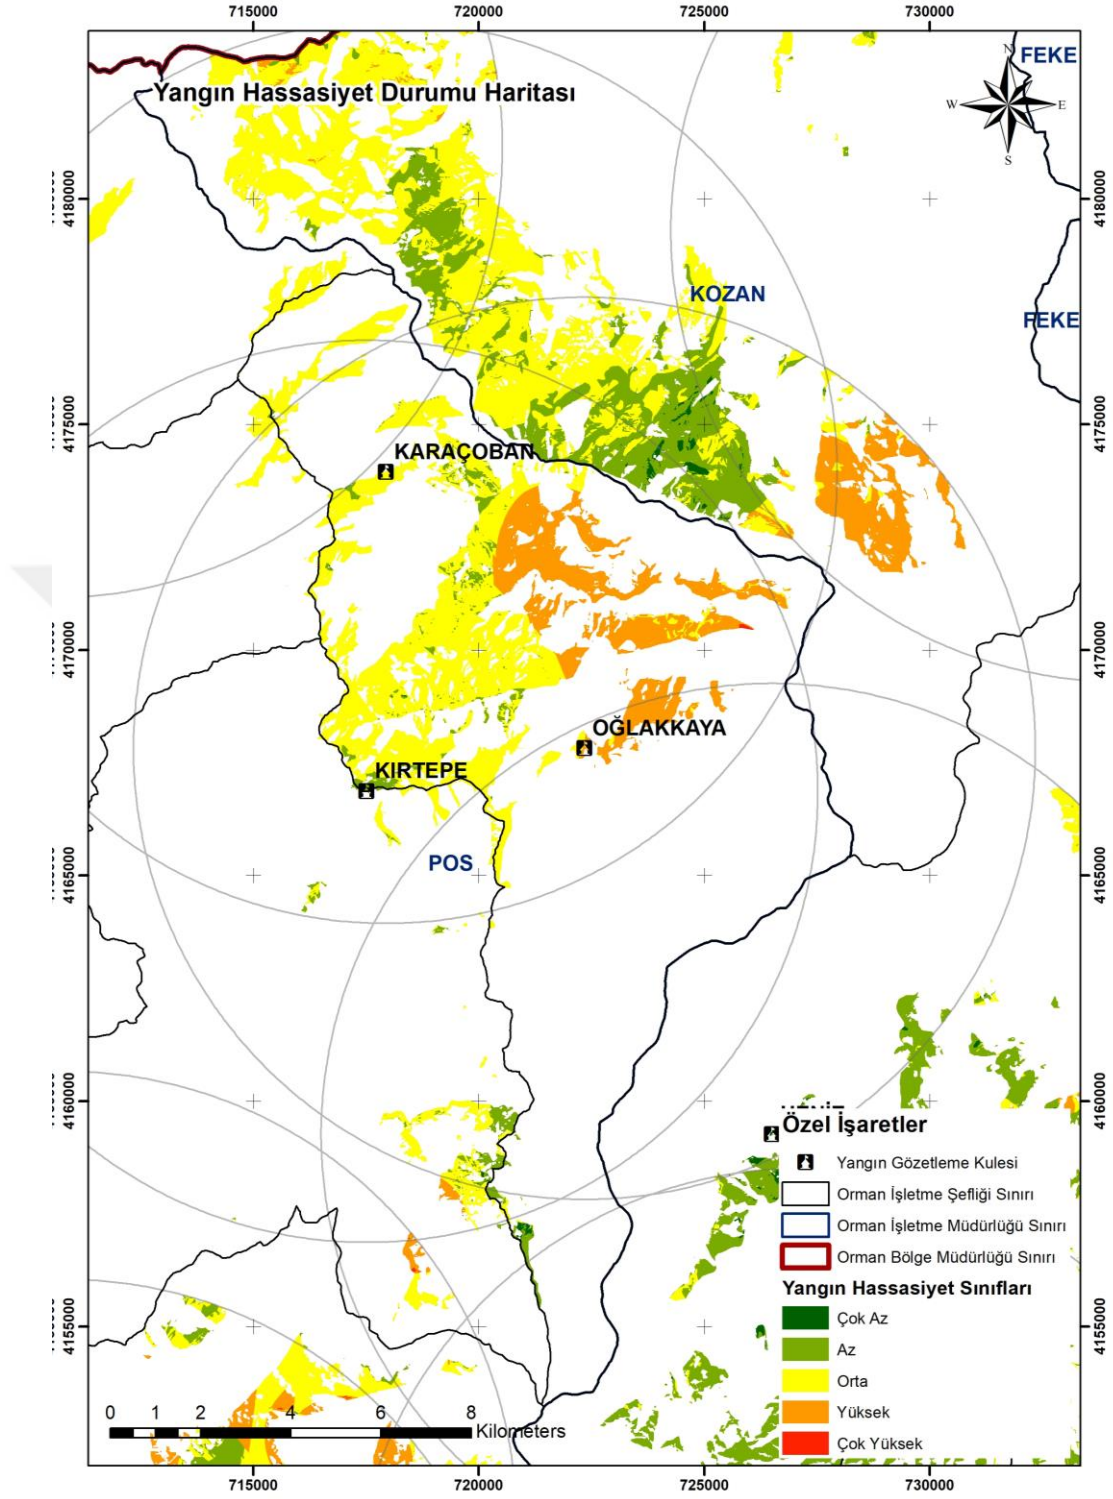 715000 720000 725000 730000
FEKE
N
W E
S
Yangın Hassasiyet Durumu Haritası
4180000 4180000
KOZAN
FEKE
4175000 4175000
KARAÇOBAN
4170000 4170000
OĞLAKKAYA
KIRTEPE
POS
4165000 4165000
4160000 4160000
Özel İşaretler
Yangın Gözetleme Kulesi
Orman İşletme Şefliği Sınırı
Orman İşletme Müdürlüğü Sınırı
Orman Bölge Müdürlüğü Sınırı
Yangın Hassasiyet Sınıfları
Çok Az
Az
Orta
Yüksek
Çok Yüksek
4155000 4155000
0 1 2 4 6 8
Kilometers
715000 720000 725000 730000